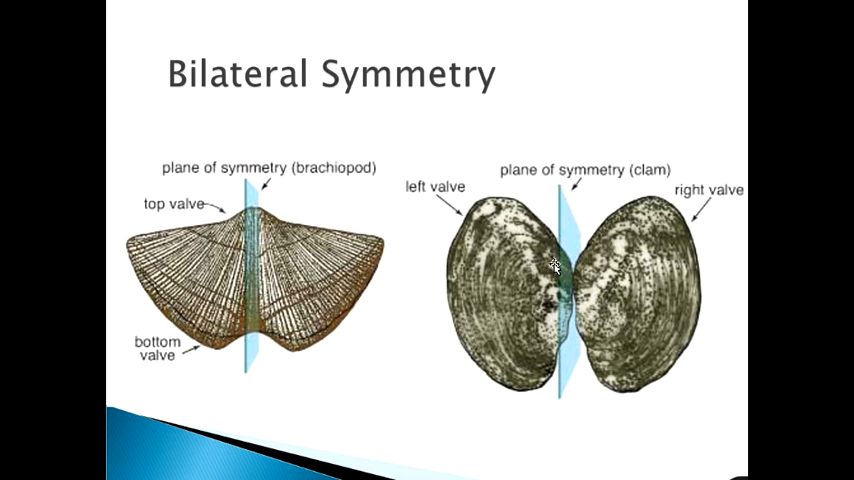 Bilateral Symmetry
plane of symmetry (brachiopod)
top valve
bottom
valve
plane of symmetry (clam)
left valve
right valve